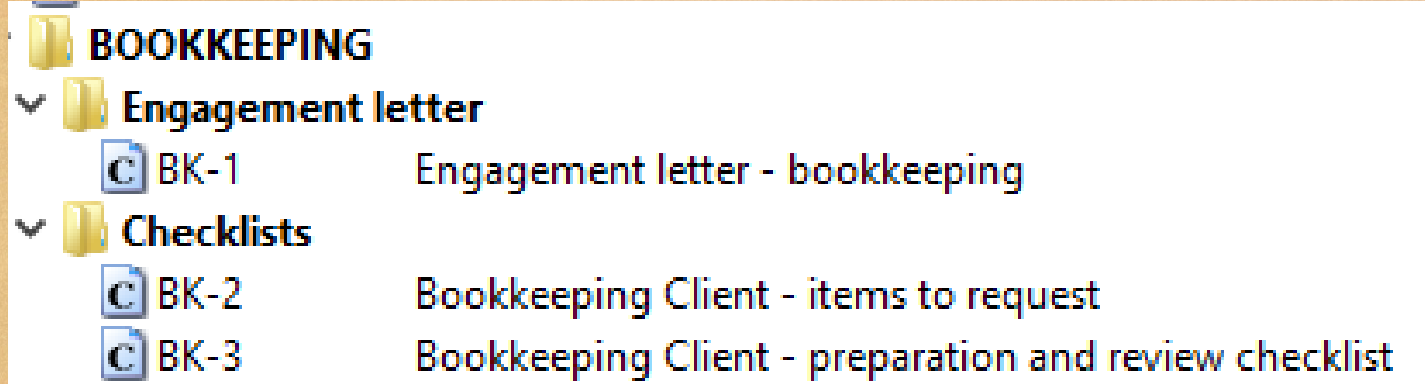 BOOKKEEPING
Engagement letter
C BK-1 Engagement letter - bookkeeping
Checklists
C BK-2 Bookkeeping Client - items to request
C BK-3 Bookkeeping Client - preparation and review checklist